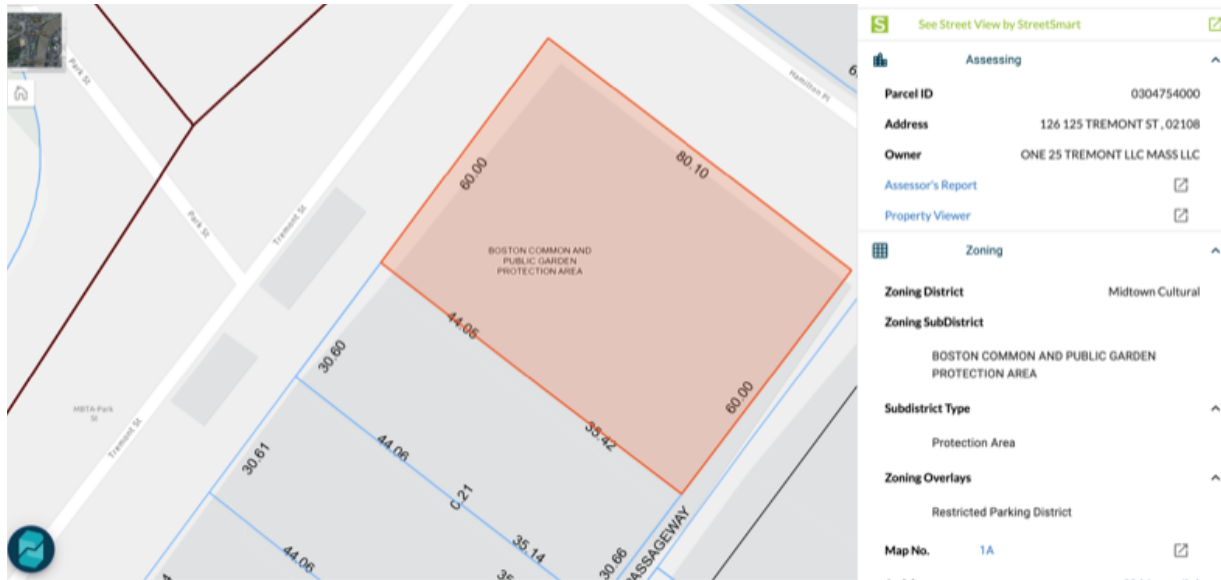 Park St
Hamilton Pl
6,
60.00
80.10
Park St
Tremont St
BOSTON COMMON AND
PUBLIC GARDEN
PROTECTION AREA
44.05
30.60
60.00
MBTA-Park
St
Tremont St
35.42
44.06
30.61
0.21
35.14
44.06
30.66
PASSAGEWAY
35
S
See Street View by StreetSmart
Assessing
Parcel ID 0304754000
Address 126 125 TREMONT ST , 02108
Owner ONE 25 TREMONT LLC MASS LLC
Assessor's Report
Property Viewer
Zoning
Zoning District Midtown Cultural
Zoning SubDistrict
BOSTON COMMON AND PUBLIC GARDEN
PROTECTION AREA
Subdistrict Type
Protection Area
Zoning Overlays
Restricted Parking District
Map No. 1A